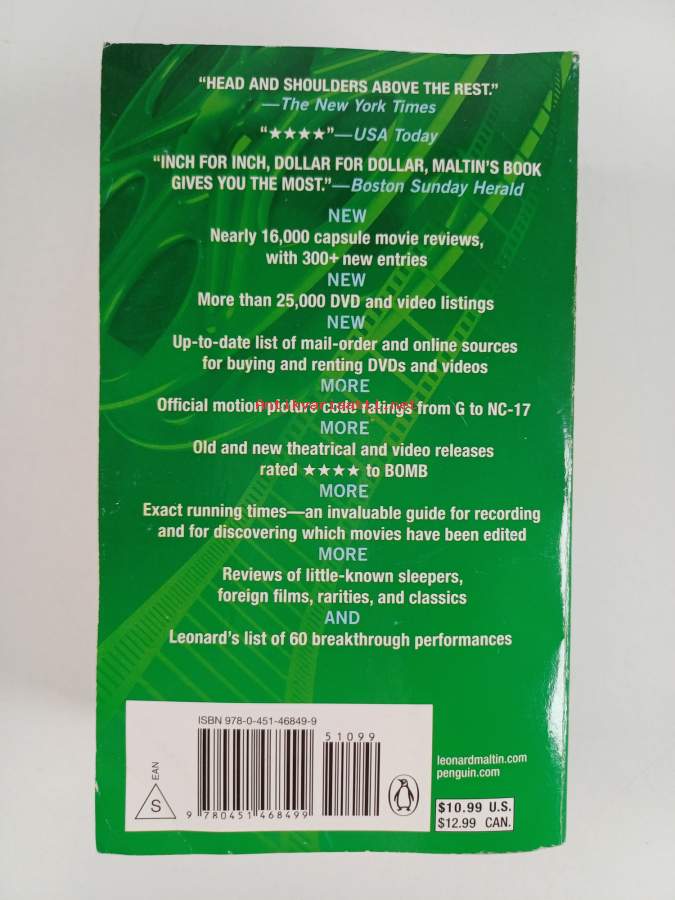 “HEAD AND SHOULDERS ABOVE THE REST.”
—The New York Times
“★★★★”—USA Today
“INCH FOR INCH, DOLLAR FOR DOLLAR, MALTIN’S BOOK
GIVES YOU THE MOST.”—Boston Sunday Herald
NEW
Nearly 16,000 capsule movie reviews,
with 300+ new entries
NEW
More than 25,000 DVD and video listings
NEW
Up-to-date list of mail-order and online sources
for buying and renting DVDs and videos
MORE
Official motion picture code ratings from G to NC-17
Antikvariaatti.net
MORE
Old and new theatrical and video releases
rated ★★★★ to BOMB
MORE
Exact running times—an invaluable guide for recording
and for discovering which movies have been edited
MORE
Reviews of little-known sleepers,
foreign films, rarities, and classics
AND
Leonard’s list of 60 breakthrough performances
ISBN 978-0-451-46849-9
51099
EAN
S
9 780451 468499
leonardmaltin.com
penguin.com
$10.99 U.S.
$12.99 CAN.